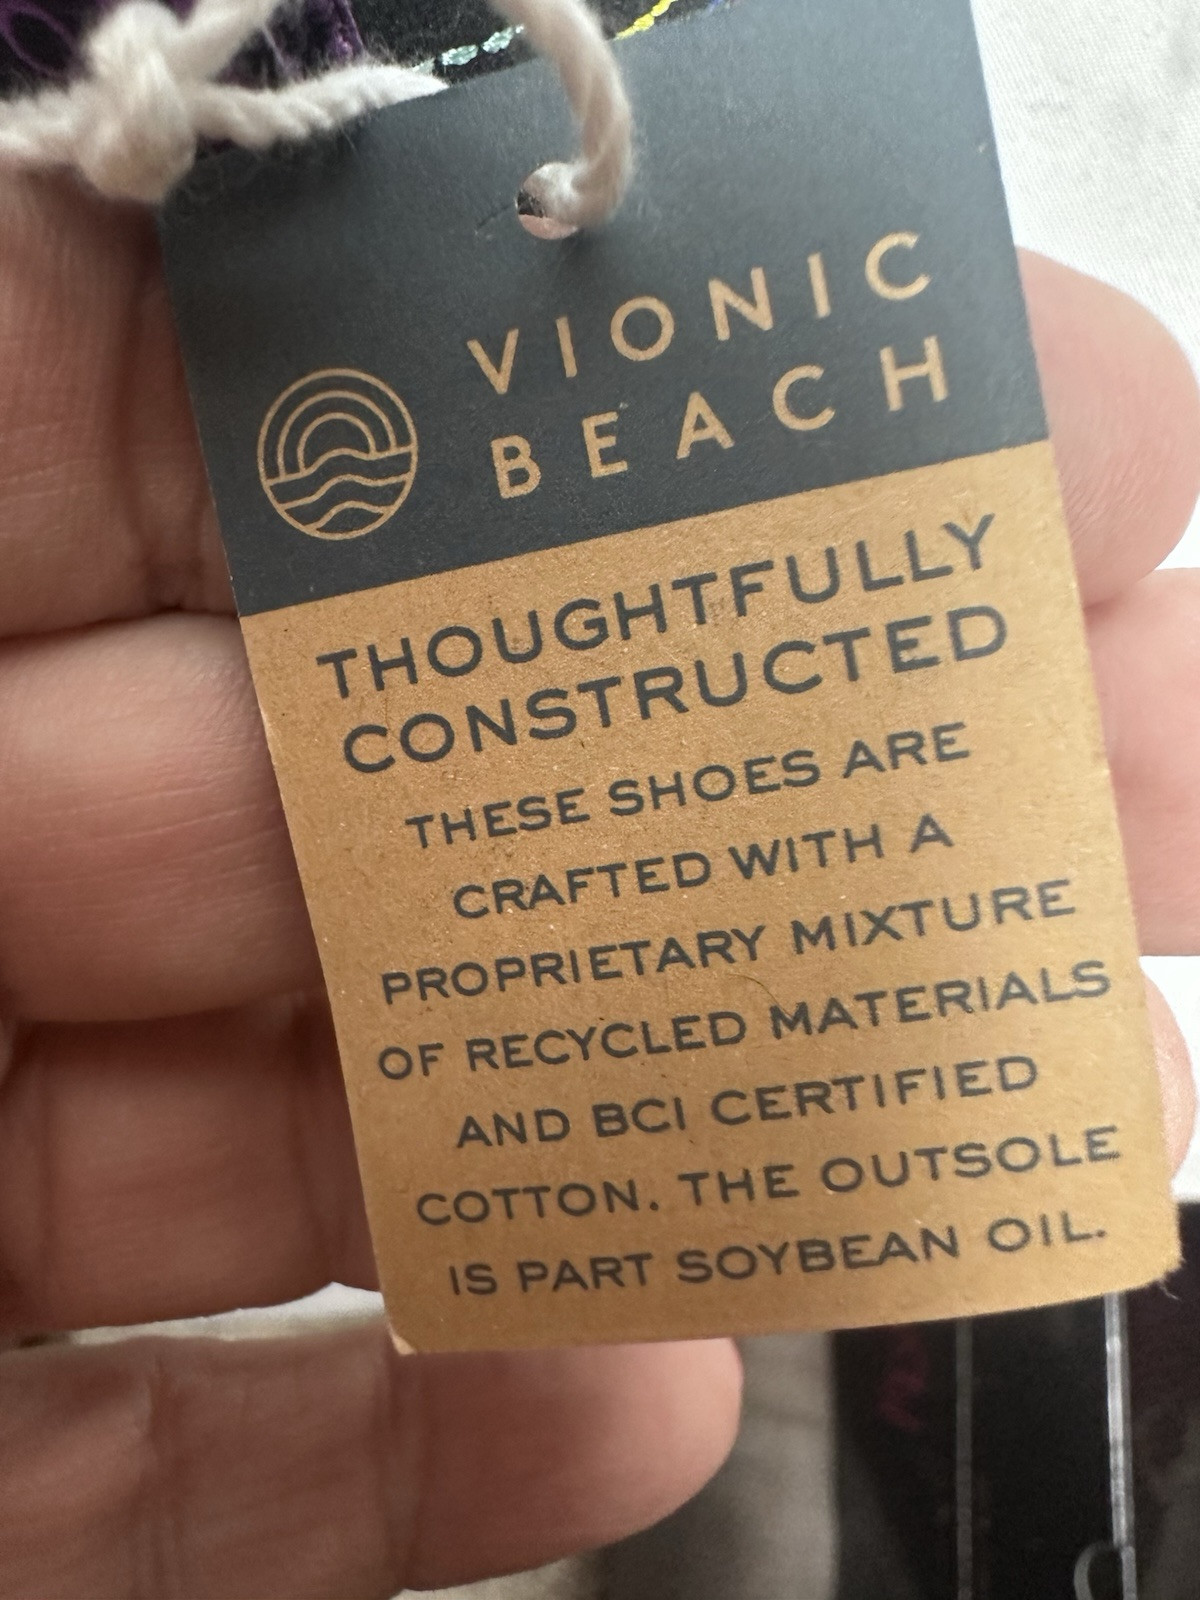 VIONIC
BEACH
THOUGHTFULLY
CONSTRUCTED
THESE SHOES ARE
CRAFTED WITH A
PROPRIETARY MIXTURE
OF RECYCLED MATERIALS
AND BCI CERTIFIED
COTTON. THE OUTSOLE
IS PART SOYBEAN OIL.